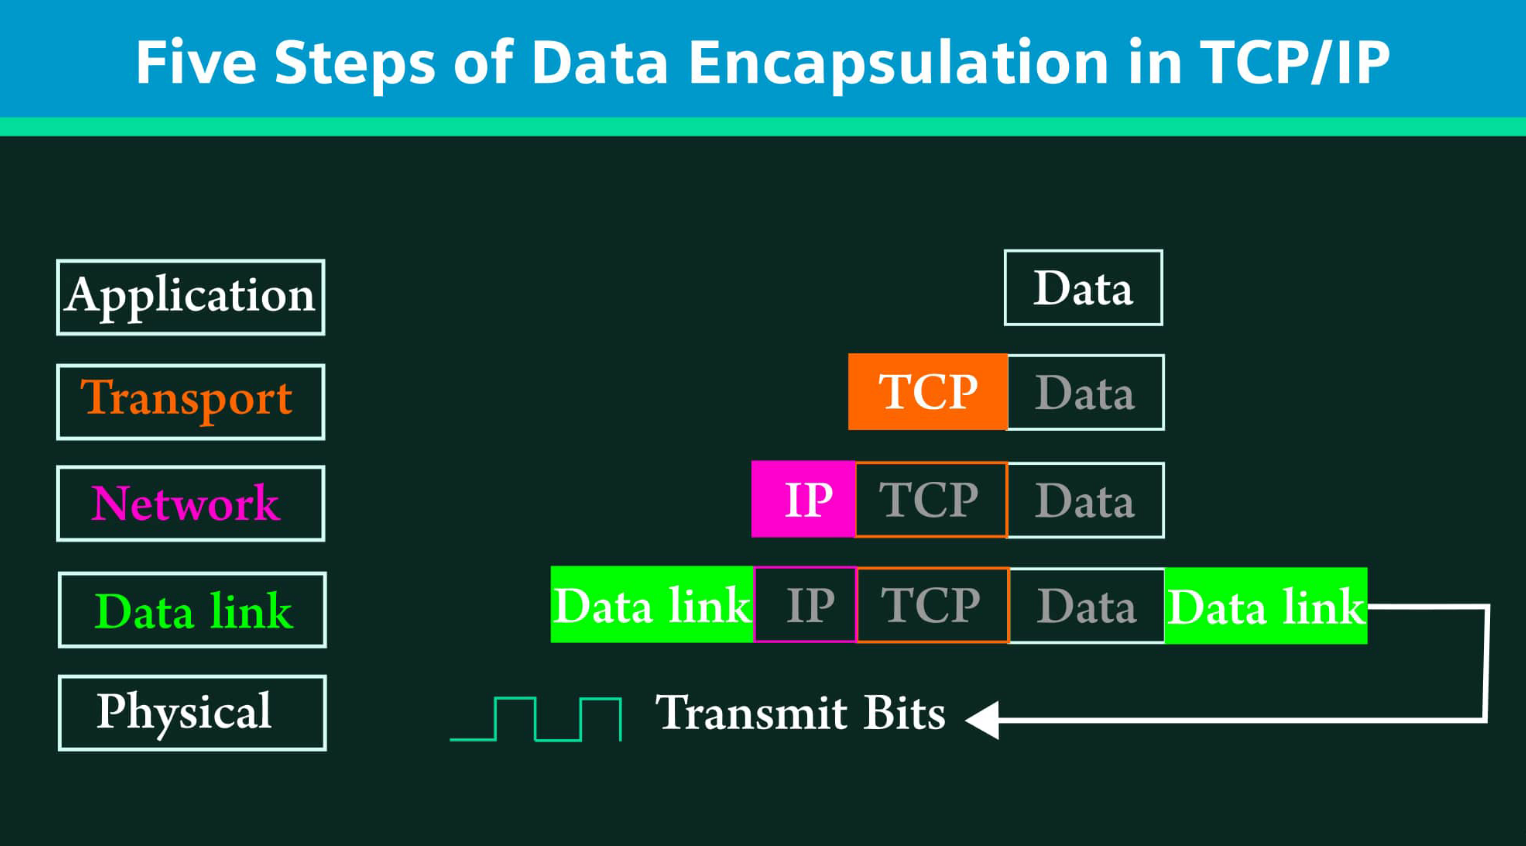 Five Steps of Data Encapsulation in TCP/IP
Application Data
Transport TCP Data
Network IP TCP Data
Data link Data link IP TCP Data Data link
Physical Transmit Bits